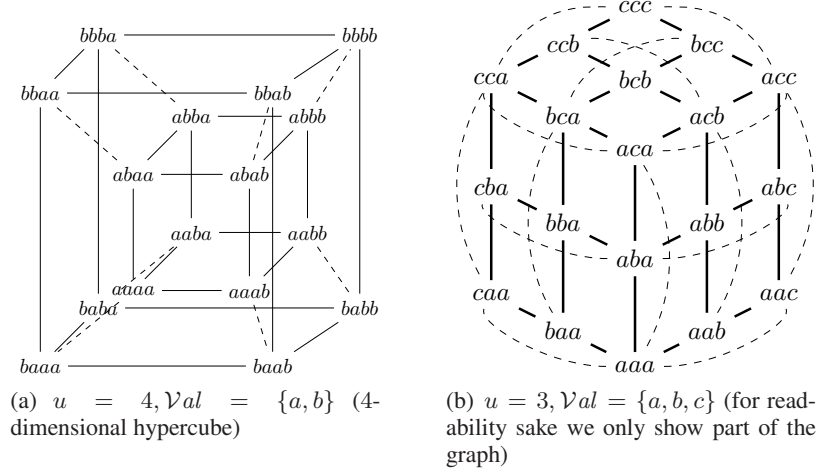 ccc
bbba bbbb
ccb bcc
cca bcb acc
bbaa bbab
abba abbb
bca acb
aca
abaa abab
cba abc
bba abb
aaba aabb
aba
aaaa aaab
caa aac
baba babb
baa aab
baaa baab
aaa
(a) u = 4, Val = {a, b} (4-
dimensional hypercube)
(b) u = 3, Val = {a, b, c} (for read-
ability sake we only show part of the
graph)